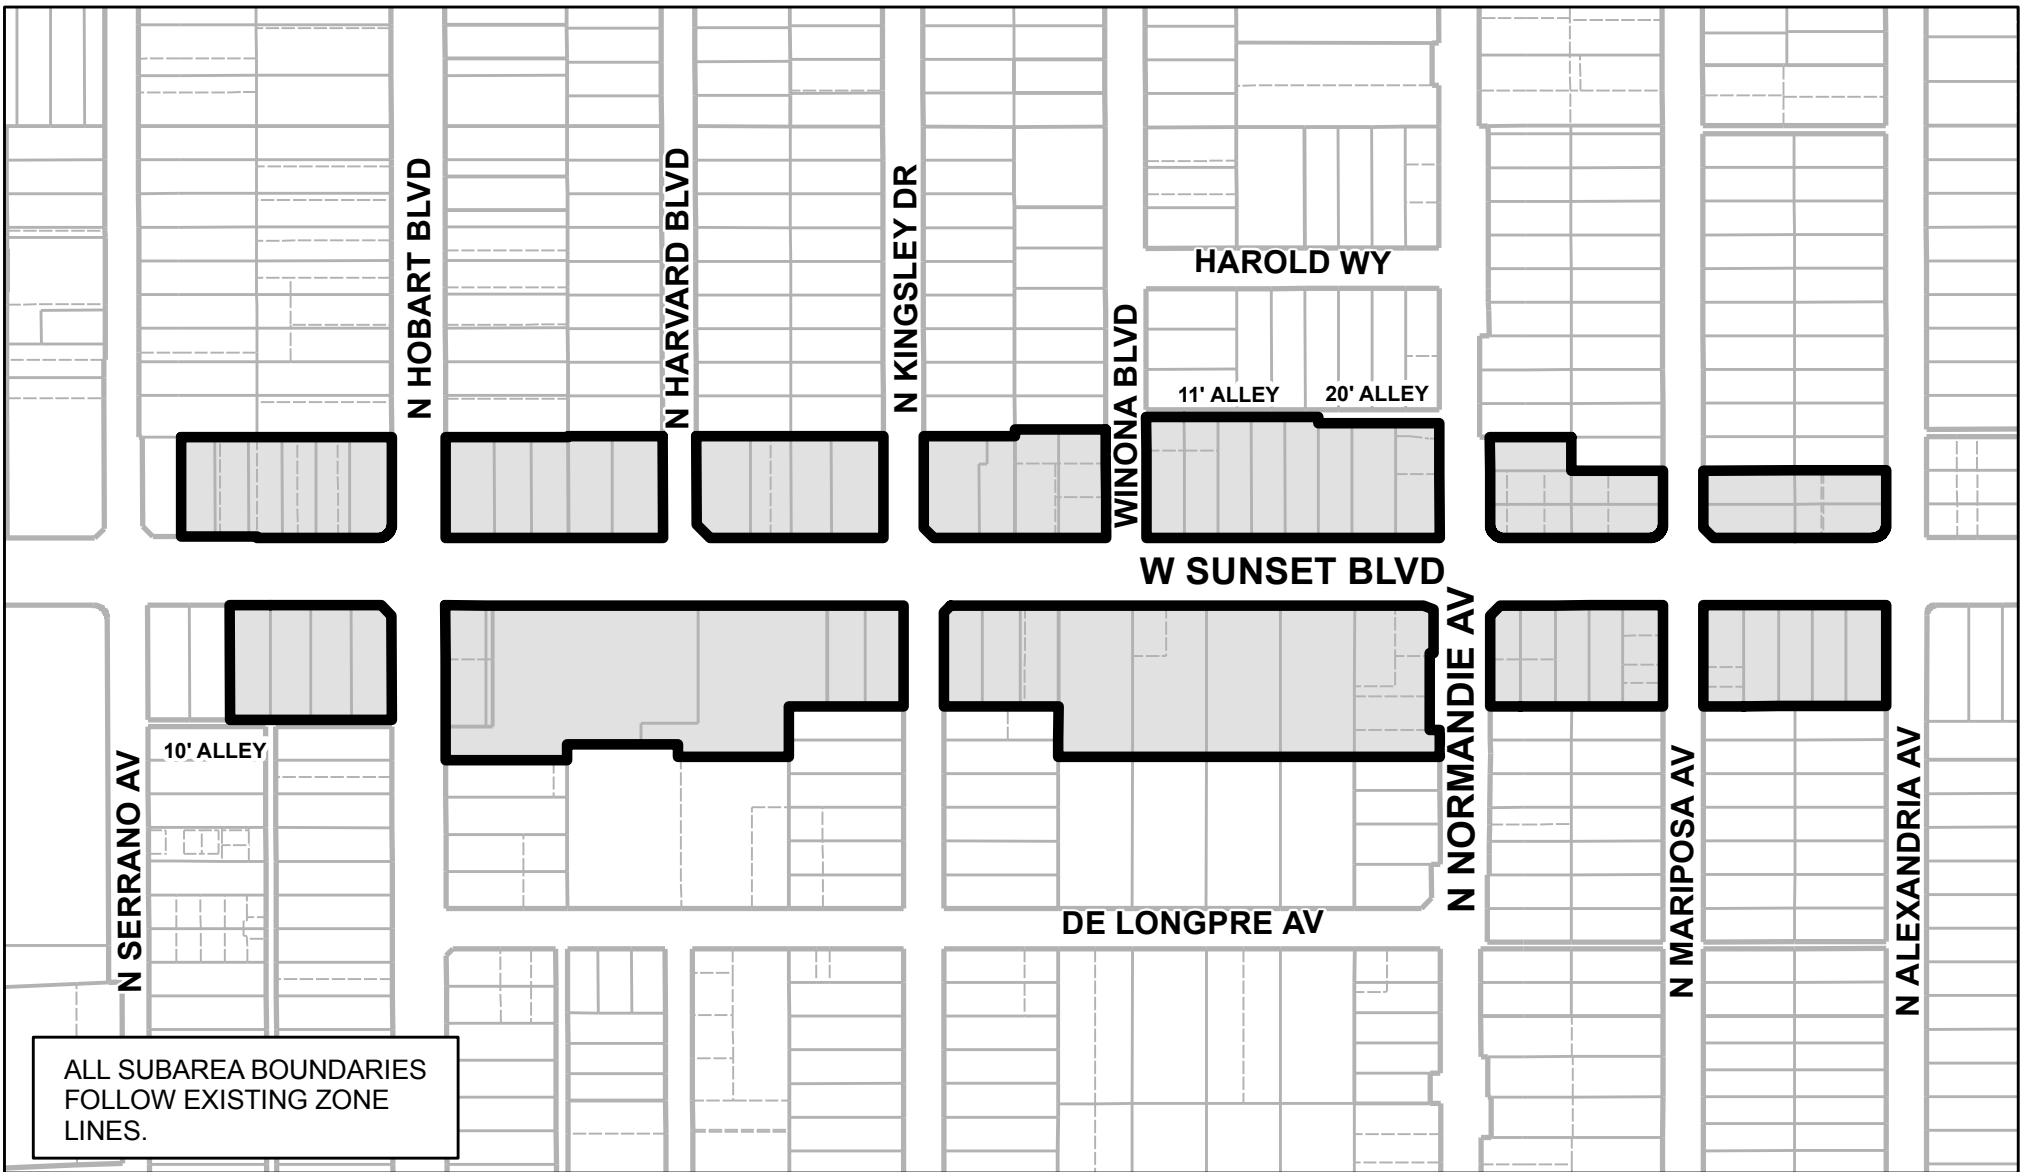 N HOBART BLVD
N HARVARD BLVD
N KINGSLEY DR
HAROLD WY
WINONA BLVD
11' ALLEY
20' ALLEY
W SUNSET BLVD
N NORMANDIE AV
10' ALLEY
N SERRANO AV
N MARIPOSA AV
N ALEXANDRIA AV
DE LONGPRE AV
ALL SUBAREA BOUNDARIES
FOLLOW EXISTING ZONE
LINES.